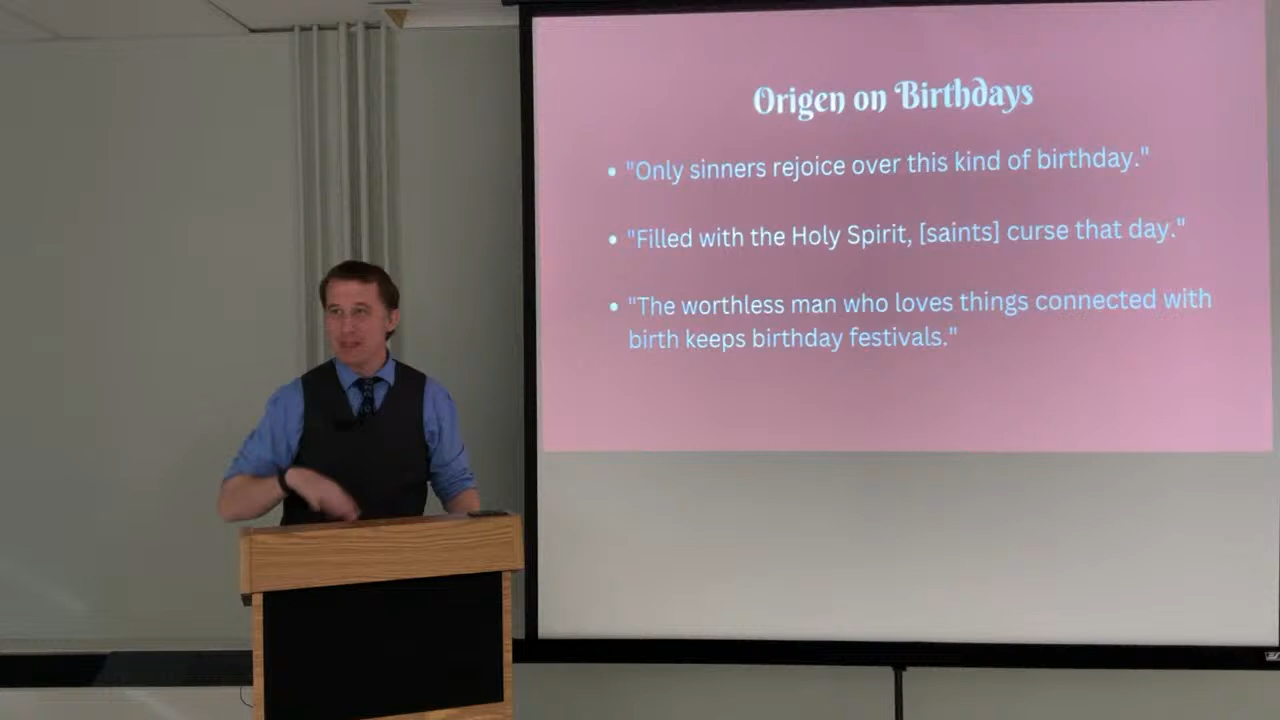 Origen on Birthdays
• "Only sinners rejoice over this kind of birthday."
• "Filled with the Holy Spirit, [saints] curse that day."
• "The worthless man who loves things connected with
birth keeps birthday festivals."